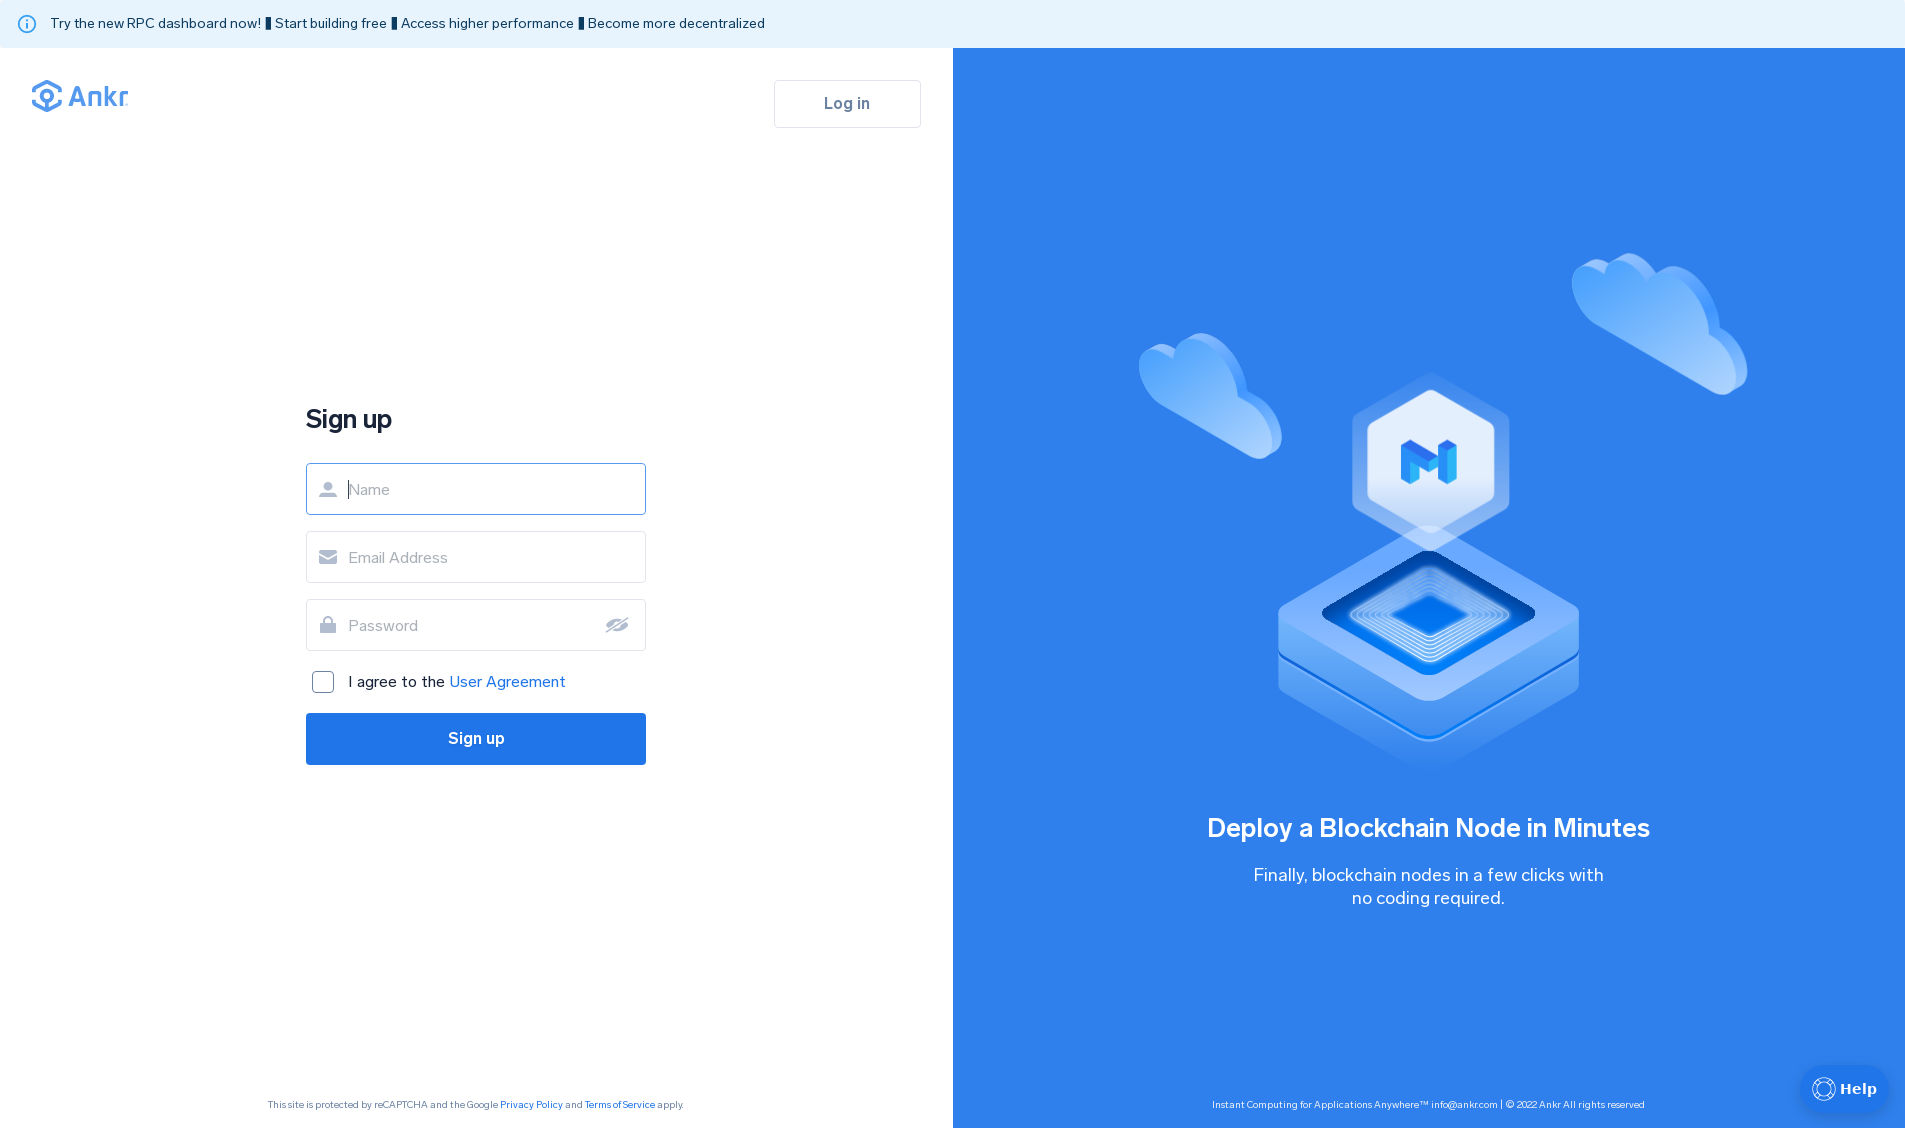 Try the new RPC dashboard now! ▮ Start building free ▮ Access higher performance ▮ Become more decentralized
Ankr
Log in
Sign up
Name
Email Address
Password
I agree to the User Agreement
Sign up
This site is protected by reCAPTCHA and the Google Privacy Policy and Terms of Service apply.
Deploy a Blockchain Node in Minutes
Finally, blockchain nodes in a few clicks with
no coding required.
Instant Computing for Applications Anywhere™ info@ankr.com | © 2022 Ankr All rights reserved
Help